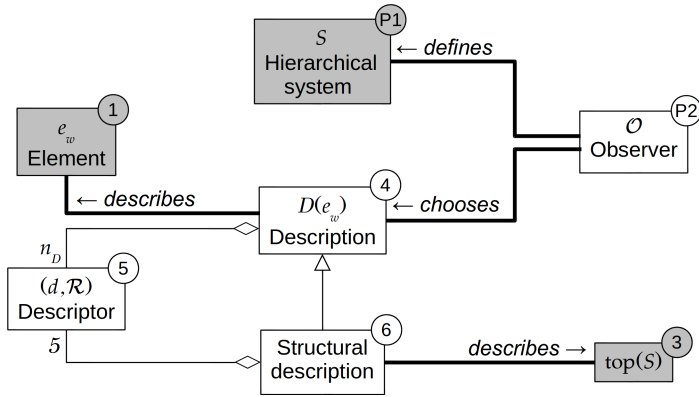 P1
S
Hierarchical
system
← defines
P2
𝒪
Observer
1
e_w
Element
← describes
4
D(e_w)
Description
← chooses
n_D
5
(d,ℛ)
Descriptor
5
6
Structural
description
describes →
3
top(S)